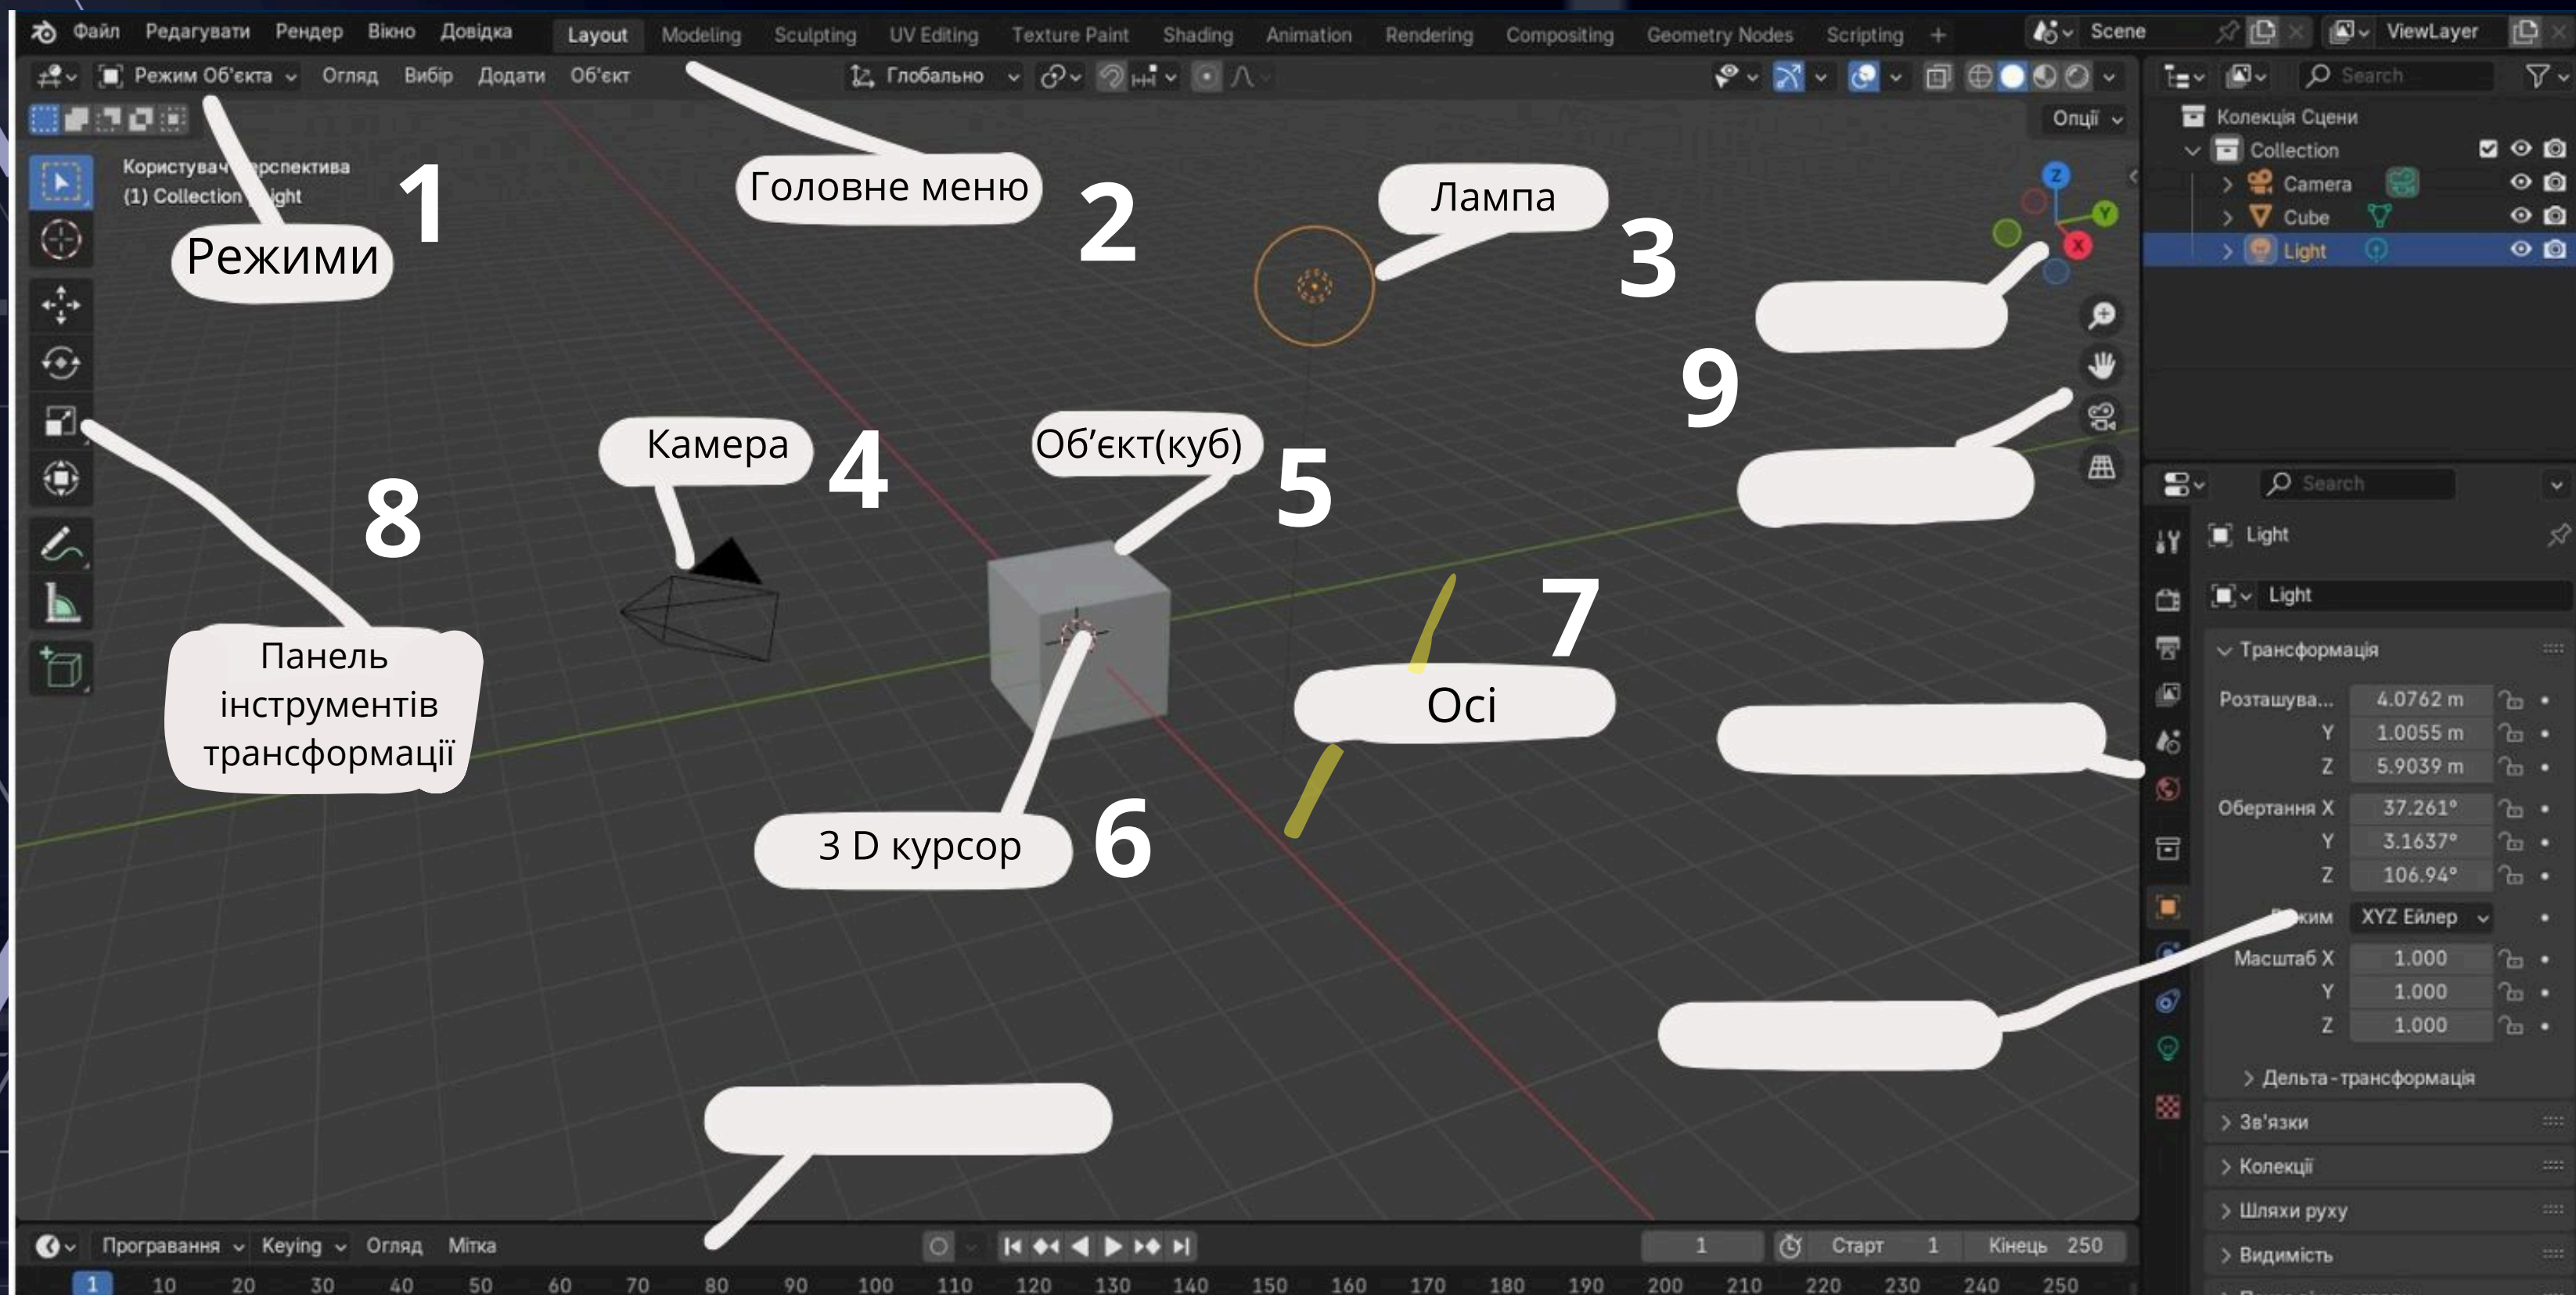 Файл Редагувати Рендер Вікно Довідка Layout Modeling Sculpting UV Editing Texture Paint Shading Animation Rendering Compositing Geometry Nodes Scripting + Scene ViewLayer
Режим Об'єкта Огляд Вибір Додати Об'єкт Глобально Search
Опції
Колекція Сцени
Collection
Camera
Cube
Light
(1) Collection
Z
Y
X
Режими
1
Головне меню
2
Лампа
3
9
Камера
4
Об’єкт(куб)
5
8
7
Панель
інструментів
трансформації
Осі
3 D курсор
6
Search
Light
Light
Трансформація
Розташува... 4.0762 m
Y 1.0055 m
Z 5.9039 m
Обертання X 37.261°
Y 3.1637°
Z 106.94°
XYZ Ейлер
Масштаб X 1.000
Y 1.000
Z 1.000
Дельта-трансформація
Зв'язки
Колекції
Шляхи руху
Видимість
Програвання Keying Огляд Мітка 1 Старт 1 Кінець 250
1 10 20 30 40 50 60 70 80 90 100 110 120 130 140 150 160 170 180 190 200 210 220 230 240 250